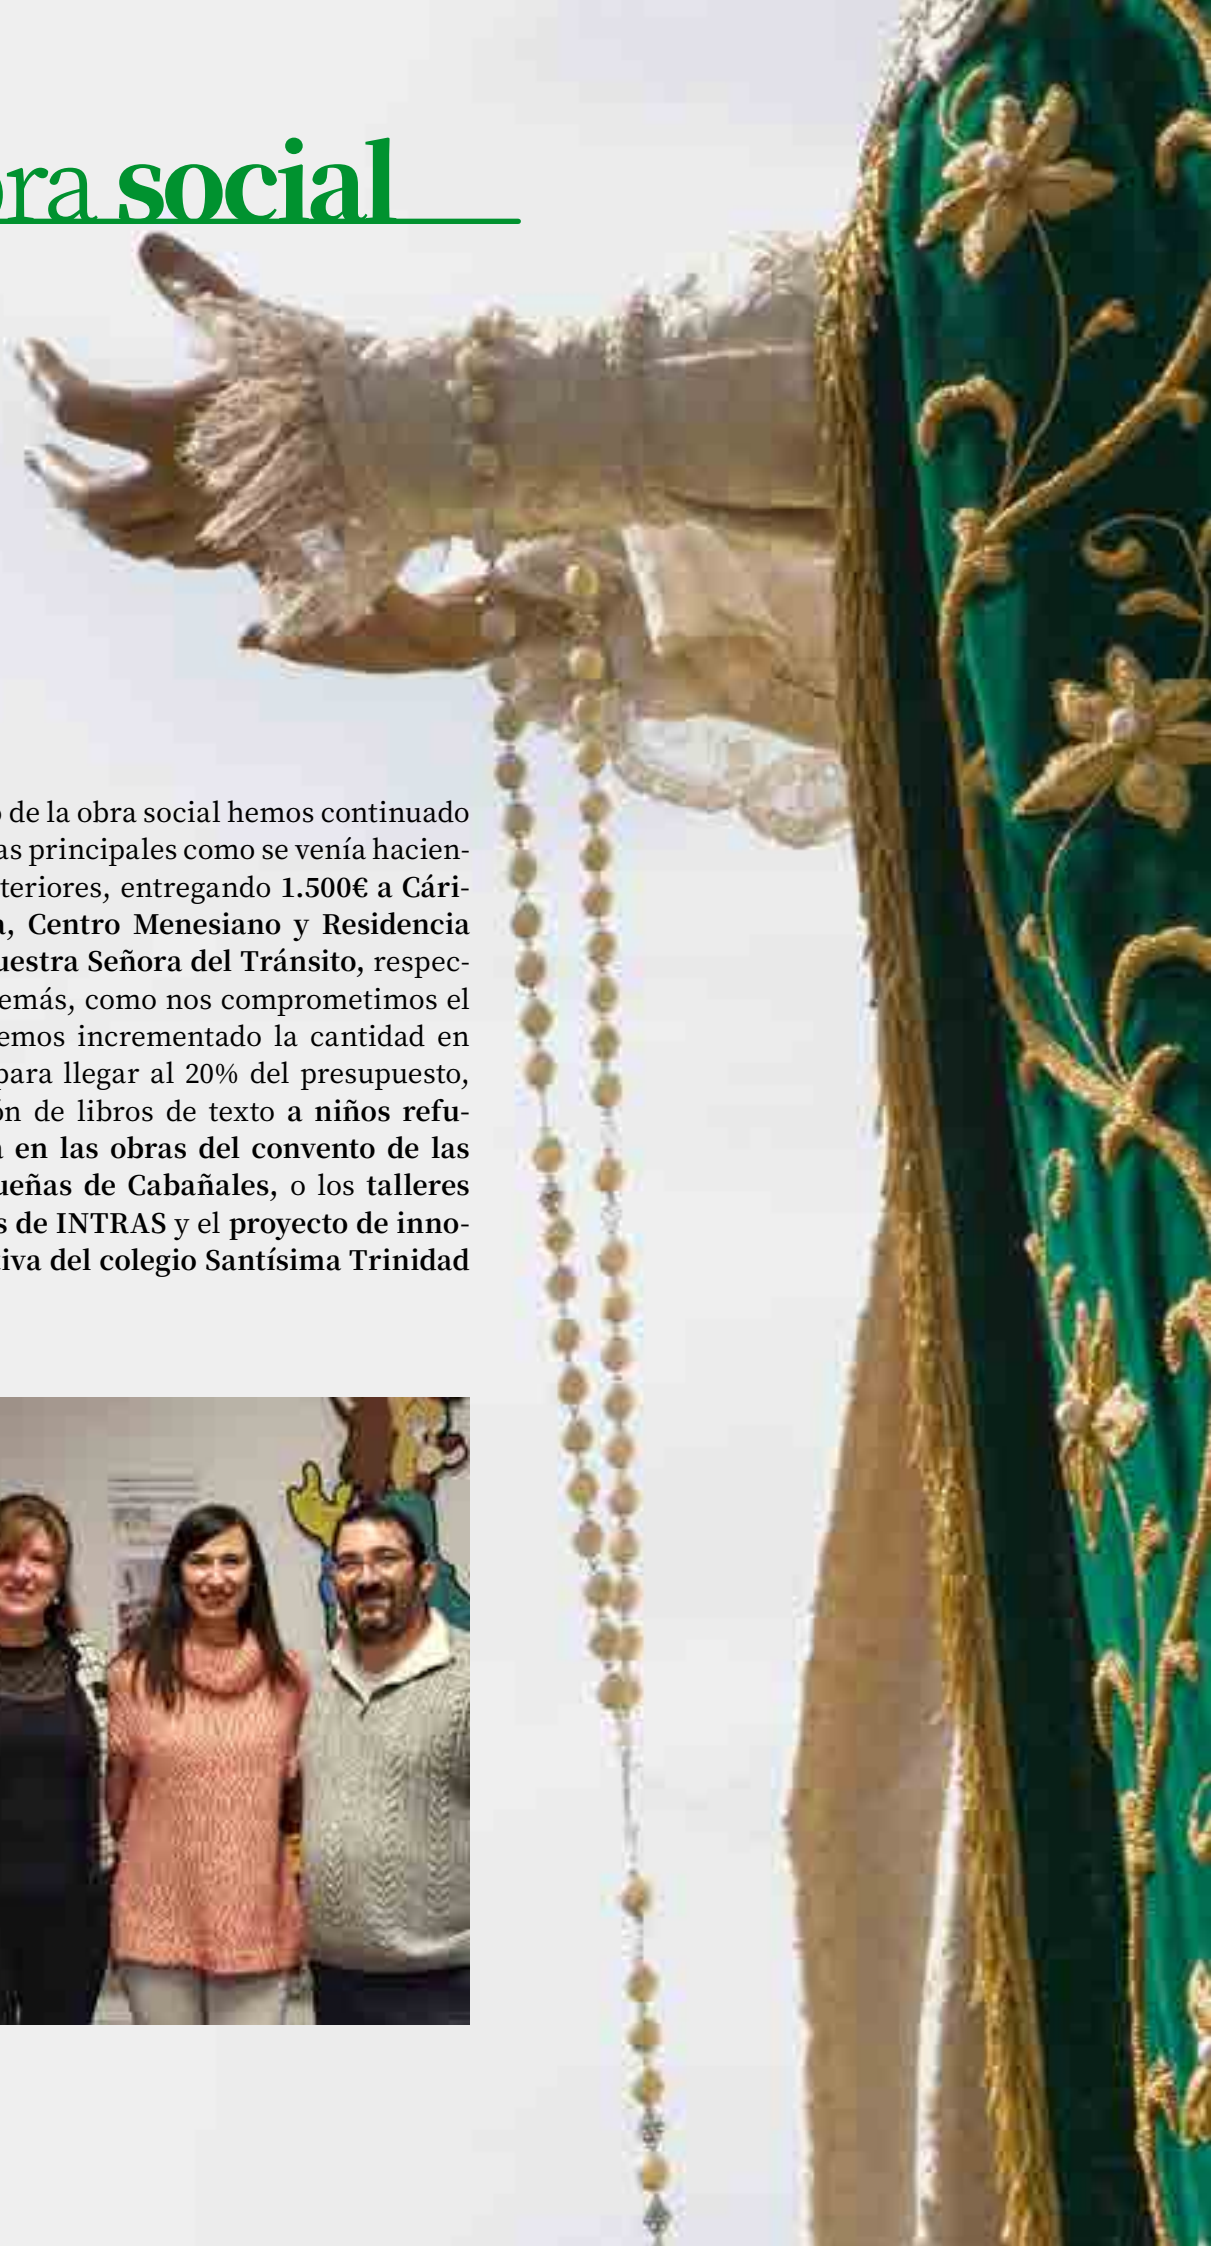 ora social
de la obra social hemos continuado
as principales como se venía hacien-
teriores, entregando 1.500€ a Cári-
a, Centro Menesiano y Residencia
uestra Señora del Tránsito, respec-
emás, como nos comprometimos el
emos incrementado la cantidad en
para llegar al 20% del presupuesto,
ón de libros de texto a niños refu-
a en las obras del convento de las
ueñas de Cabañales, o los talleres
s de INTRAS y el proyecto de inno-
tiva del colegio Santísima Trinidad